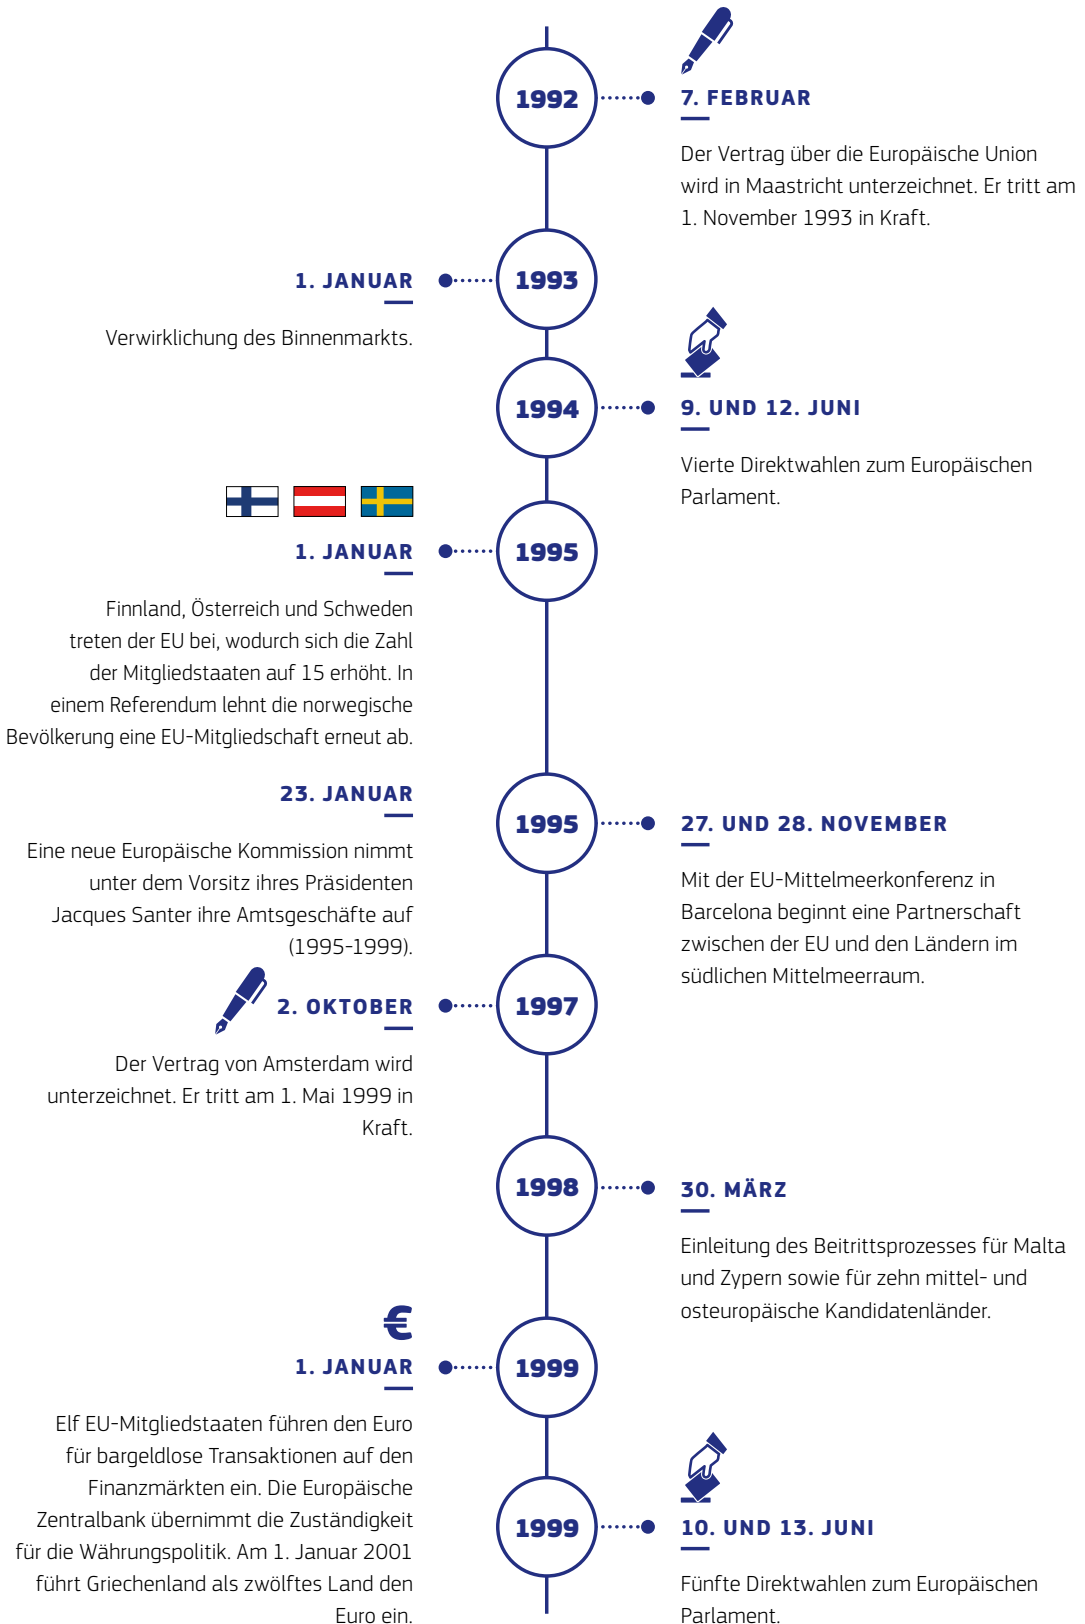 1992
7. FEBRUAR
Der Vertrag über die Europäische Union
wird in Maastricht unterzeichnet. Er tritt am
1. November 1993 in Kraft.
1. JANUAR
1993
Verwirklichung des Binnenmarkts.
1994
9. UND 12. JUNI
Vierte Direktwahlen zum Europäischen
Parlament.
1. JANUAR
1995
Finnland, Österreich und Schweden
treten der EU bei, wodurch sich die Zahl
der Mitgliedstaaten auf 15 erhöht. In
einem Referendum lehnt die norwegische
Bevölkerung eine EU-Mitgliedschaft erneut ab.
23. JANUAR
Eine neue Europäische Kommission nimmt
unter dem Vorsitz ihres Präsidenten
Jacques Santer ihre Amtsgeschäfte auf
(1995-1999).
1995
27. UND 28. NOVEMBER
Mit der EU-Mittelmeerkonferenz in
Barcelona beginnt eine Partnerschaft
zwischen der EU und den Ländern im
südlichen Mittelmeerraum.
2. OKTOBER
1997
Der Vertrag von Amsterdam wird
unterzeichnet. Er tritt am 1. Mai 1999 in
Kraft.
1998
30. MÄRZ
Einleitung des Beitrittsprozesses für Malta
und Zypern sowie für zehn mittel- und
osteuropäische Kandidatenländer.
€
1. JANUAR
1999
Elf EU-Mitgliedstaaten führen den Euro
für bargeldlose Transaktionen auf den
Finanzmärkten ein. Die Europäische
Zentralbank übernimmt die Zuständigkeit
für die Währungspolitik. Am 1. Januar 2001
führt Griechenland als zwölftes Land den
Euro ein.
1999
10. UND 13. JUNI
Fünfte Direktwahlen zum Europäischen
Parlament.